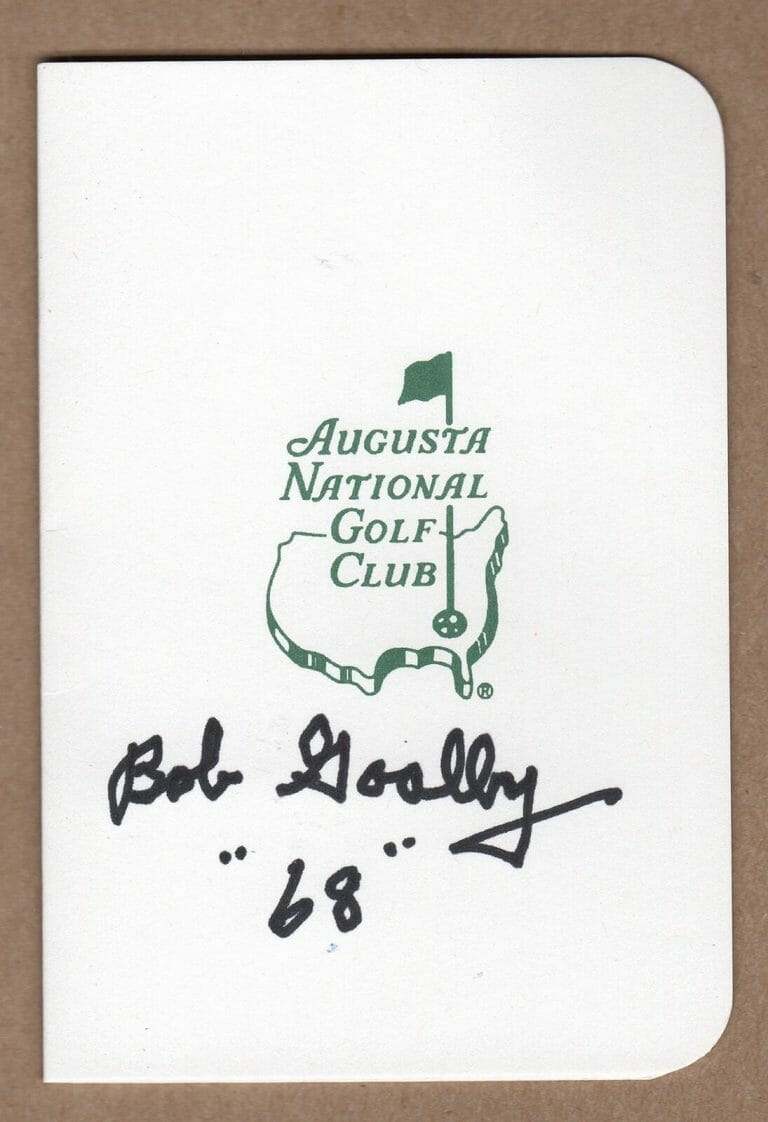 AUGUSTA
NATIONAL
GOLF
CLUB
®
Bob Goalby
"68"